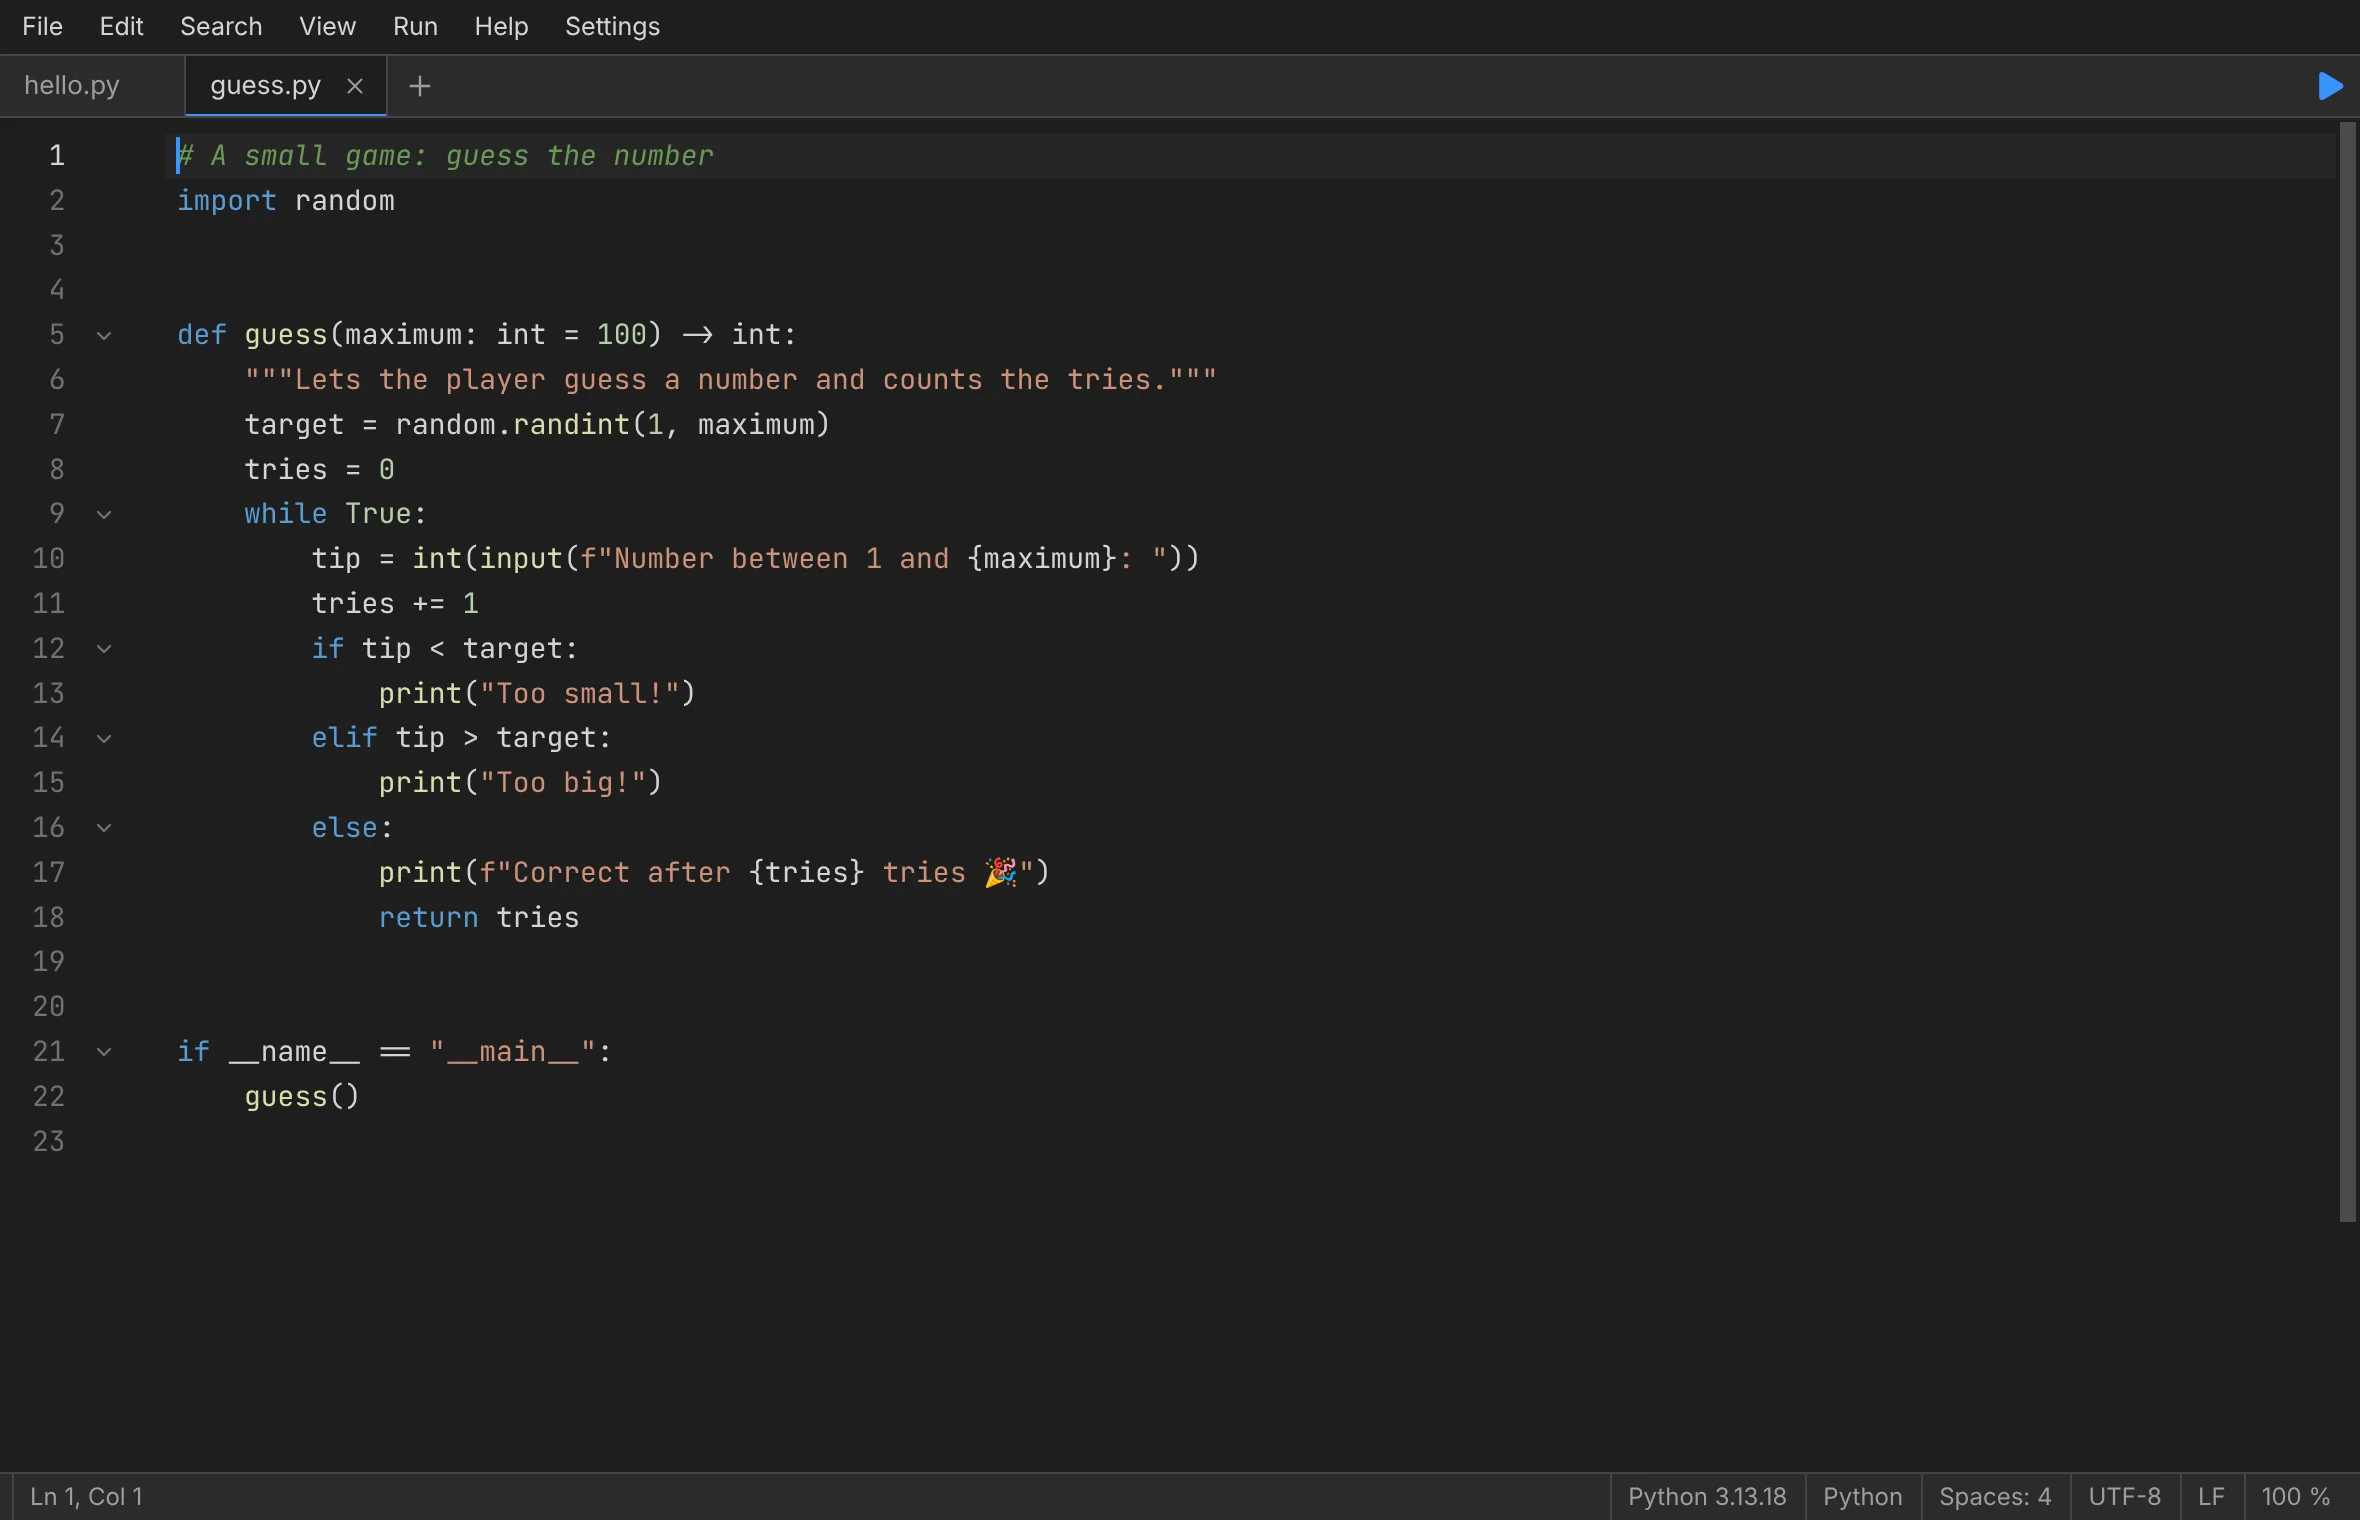 File Edit Search View Run Help Settings
hello.py guess.py × +
1 # A small game: guess the number
2 import random
3
4
5 def guess(maximum: int = 100) -> int:
6     """Lets the player guess a number and counts the tries."""
7     target = random.randint(1, maximum)
8     tries = 0
9     while True:
10         tip = int(input(f"Number between 1 and {maximum}: "))
11         tries += 1
12         if tip < target:
13             print("Too small!")
14         elif tip > target:
15             print("Too big!")
16         else:
17             print(f"Correct after {tries} tries 🎉")
18             return tries
19
20
21 if __name__ == "__main__":
22     guess()
23
Ln 1, Col 1 Python 3.13.18 Python Spaces: 4 UTF-8 LF 100 %